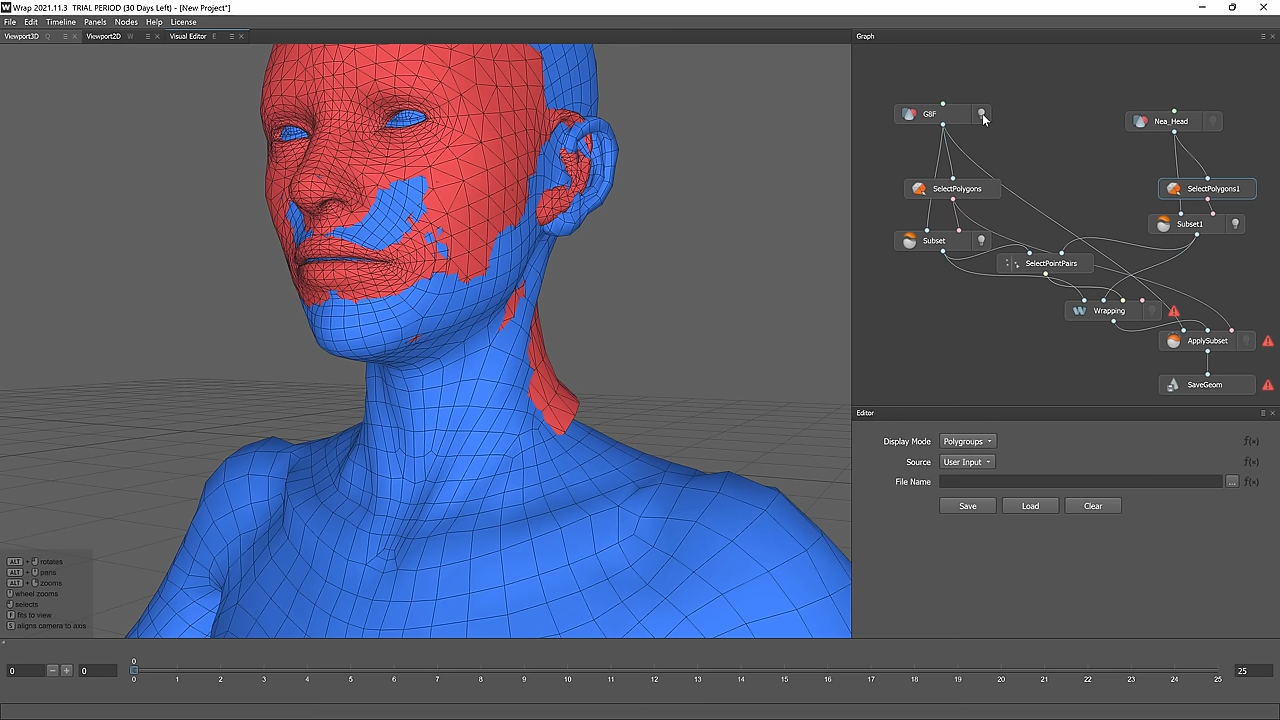 Wrap 2021.11.3 TRIAL PERIOD (30 Days Left) - [New Project*]
File Edit Timeline Panels Nodes Help License
Viewport3D Q Viewport2D W Visual Editor E Graph
G8F
Nea_Head
SelectPolygons
SelectPolygons1
Subset1
Subset
SelectPointPairs
Wrapping
ApplySubset
SaveGeom
Editor
Display Mode Polygroups f(x)
Source User Input f(x)
File Name ... f(x)
Save Load Clear
ALT + rotates
ALT + pans
ALT + zooms
wheel zooms
selects
F fits to view
S aligns camera to axis
0 − + 0 0 25
0 1 2 3 4 5 6 7 8 9 10 11 12 13 14 15 16 17 18 19 20 21 22 23 24 25